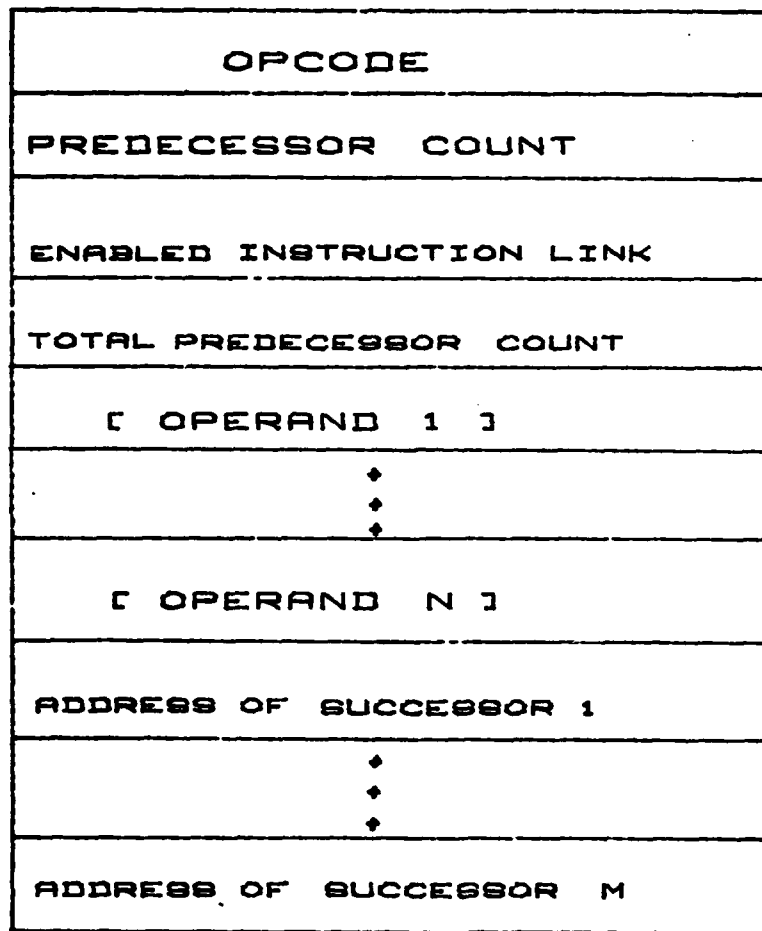 OPCODE
PREDECESSOR COUNT
ENABLED INSTRUCTION LINK
TOTAL PREDECESSOR COUNT
[ OPERAND 1 ]
[ OPERAND N ]
ADDRESS OF SUCCESSOR 1
ADDRESS OF SUCCESSOR M